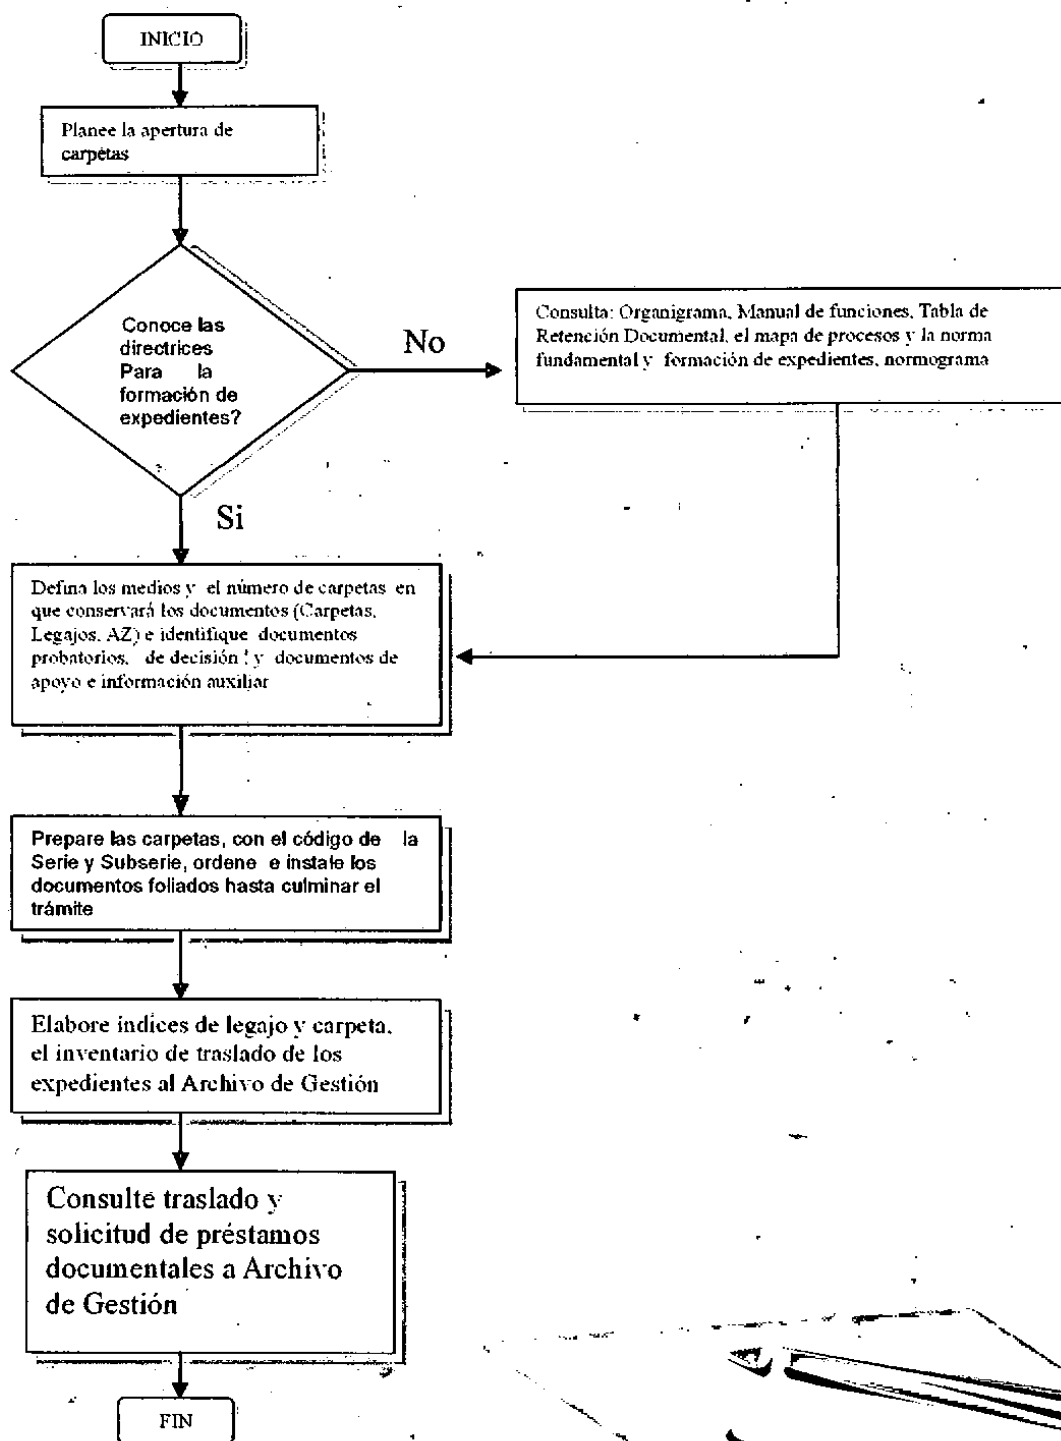 INICIO
Planee la apertura de
carpetas
Conoce las
directrices
Para la
formación de
expedientes?
No
Consulta: Organigrama, Manual de funciones, Tabla de
Retención Documental, el mapa de procesos y la norma
fundamental y formación de expedientes, normograma
Si
Defina los medios y el número de carpetas en
que conservará los documentos (Carpetas,
Legajos, AZ) e identifique documentos
probatorios, de decisión y documentos de
apoyo e información auxiliar
Prepare las carpetas, con el código de la
Serie y Subserie, ordene e instale los
documentos foliados hasta culminar el
trámite
Elabore índices de legajo y carpeta,
el inventario de traslado de los
expedientes al Archivo de Gestión
Consulte traslado y
solicitud de préstamos
documentales a Archivo
de Gestión
FIN